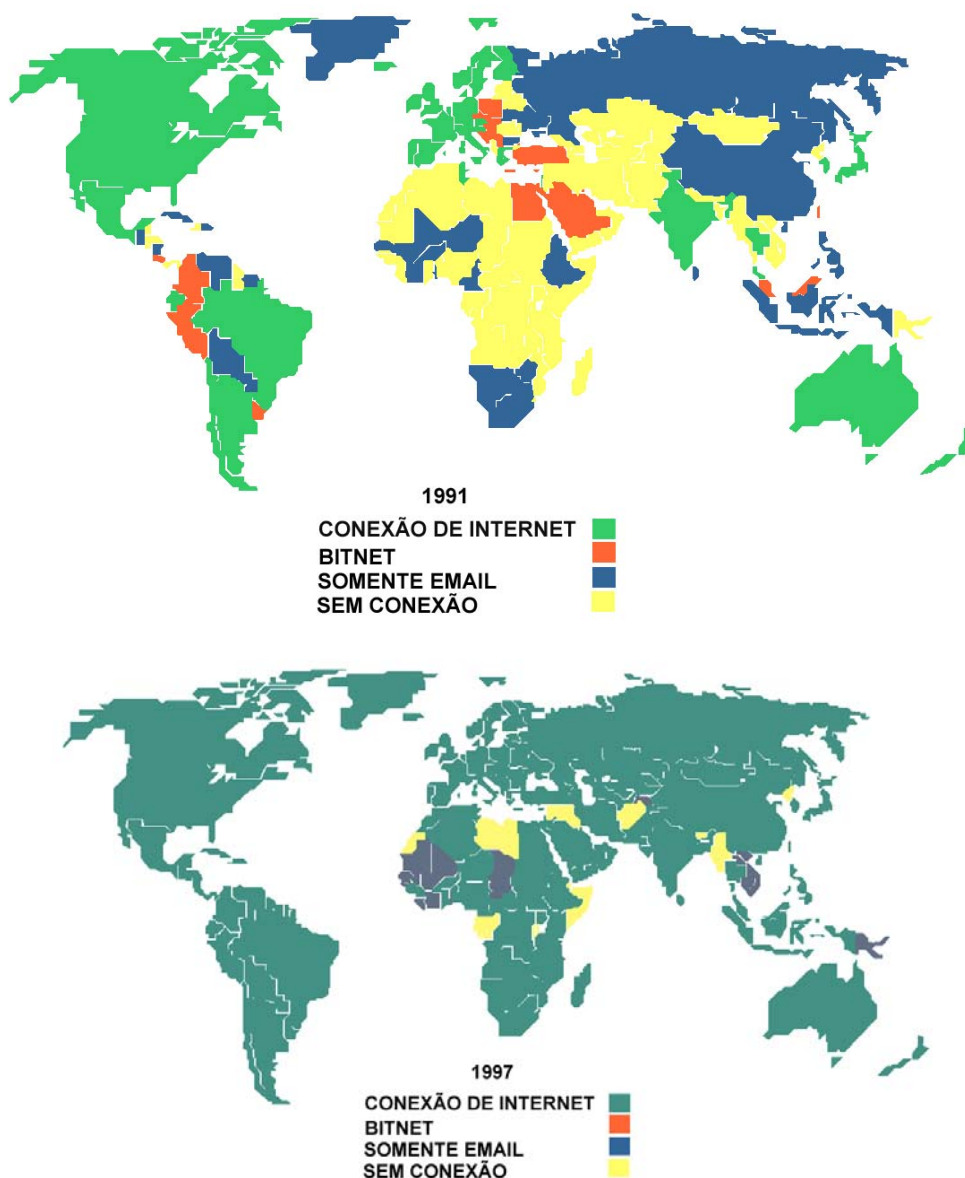 1991
CONEXÃO DE INTERNET
BITNET
SOMENTE EMAIL
SEM CONEXÃO
1997
CONEXÃO DE INTERNET
BITNET
SOMENTE EMAIL
SEM CONEXÃO